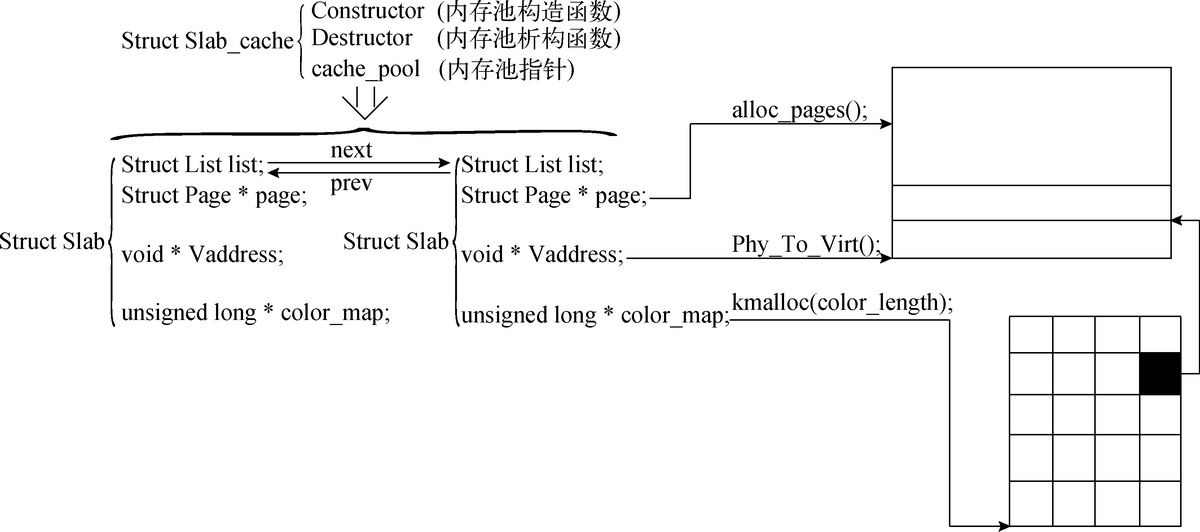 Struct Slab_cache
Constructor (内存池构造函数)
Destructor (内存池析构函数)
cache_pool (内存池指针)
Struct Slab
Struct List list;
Struct Page * page;
void * Vaddress;
unsigned long * color_map;
next
prev
Struct Slab
Struct List list;
Struct Page * page;
void * Vaddress;
unsigned long * color_map;
alloc_pages();
Phy_To_Virt();
kmalloc(color_length);